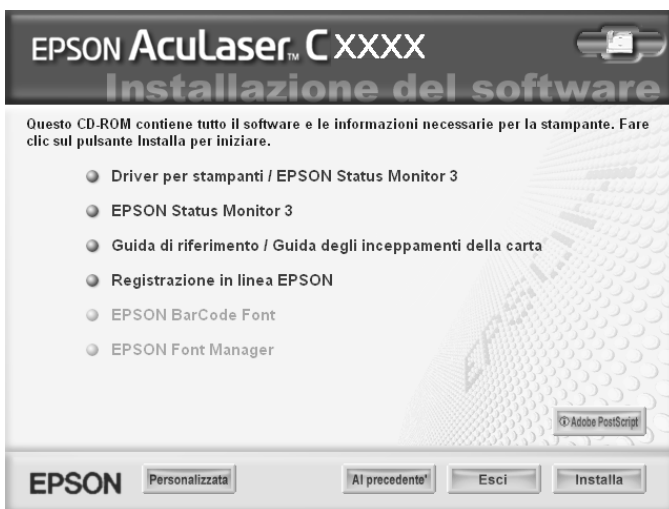 EPSON AcuLaser™ C XXXX
Installazione del software
Questo CD-ROM contiene tutto il software e le informazioni necessarie per la stampante. Fare
clic sul pulsante Installa per iniziare.
Driver per stampanti / EPSON Status Monitor 3
EPSON Status Monitor 3
Guida di riferimento / Guida degli inceppamenti della carta
Registrazione in linea EPSON
EPSON BarCode Font
EPSON Font Manager
EPSON
Adobe PostScript
EPSON
Personalizzata
Al precedente"
Esci
Installa